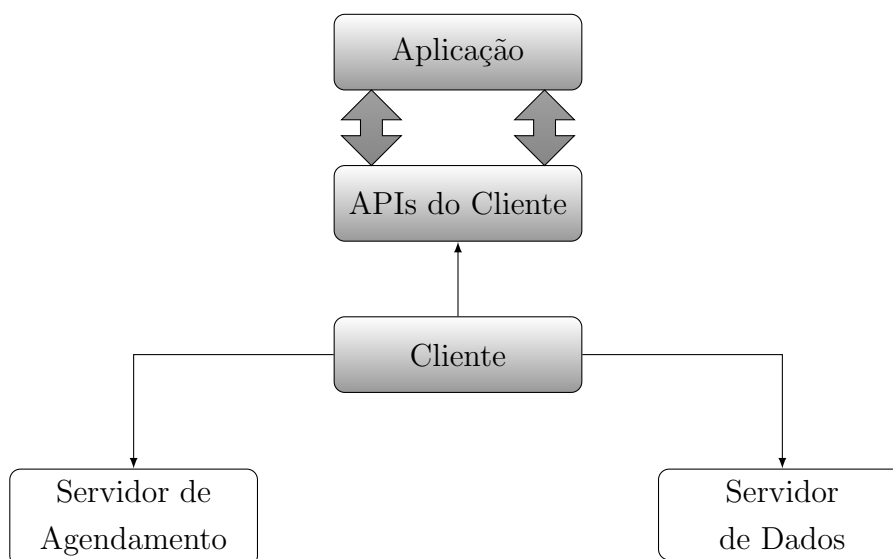 Aplicação
APIs do Cliente
Cliente
Servidor de
Agendamento
Servidor
de Dados